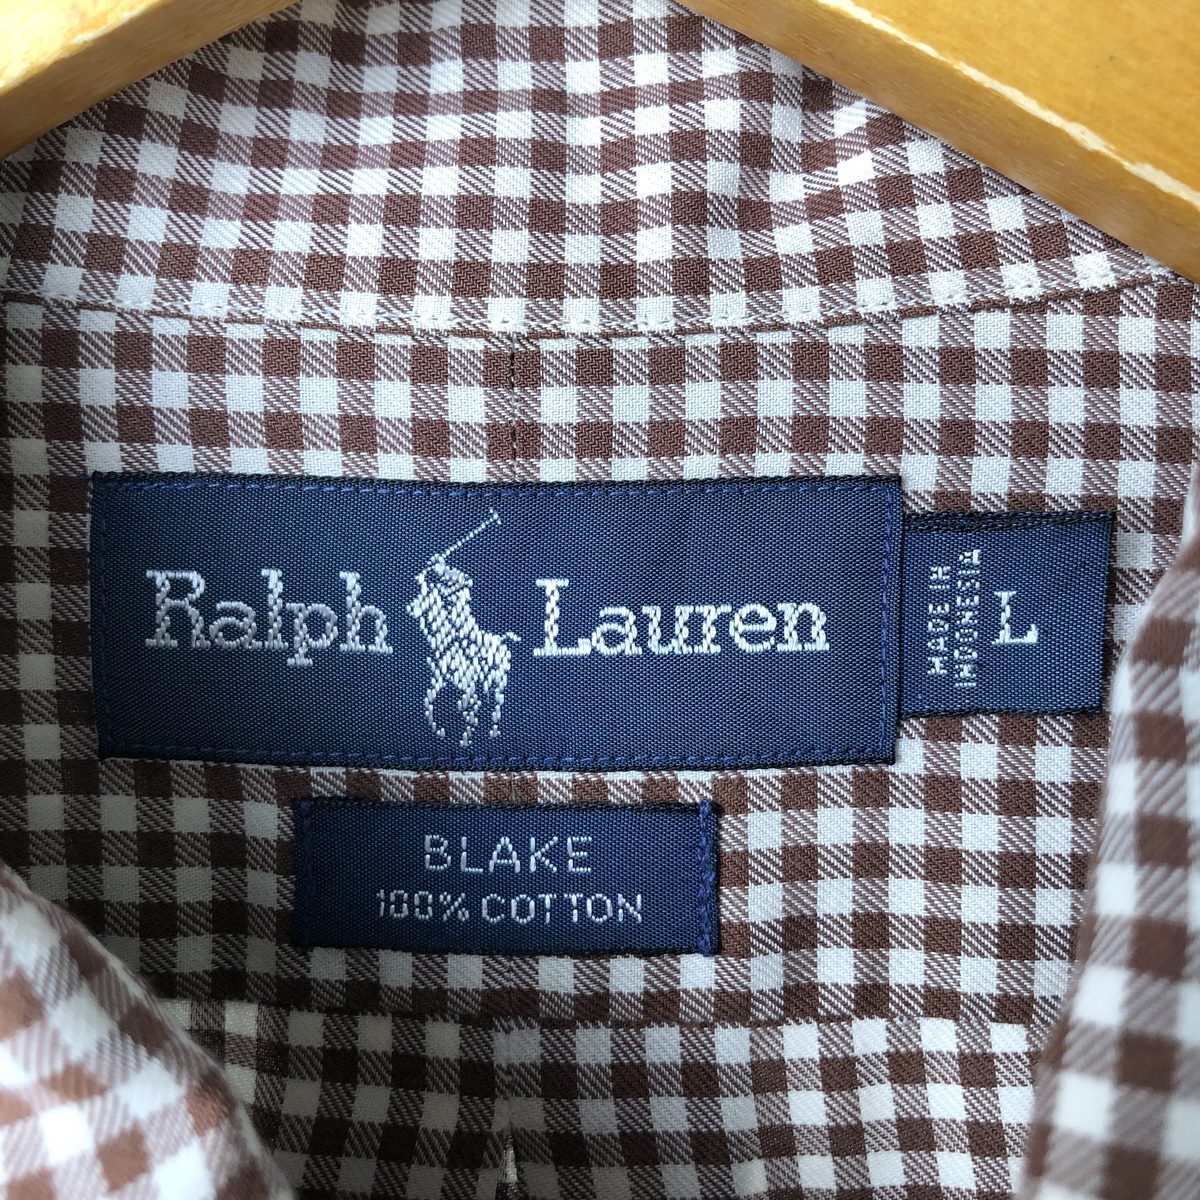 Ralph Lauren
MADE IN
INDONESIA
L
BLAKE
100% COTTON